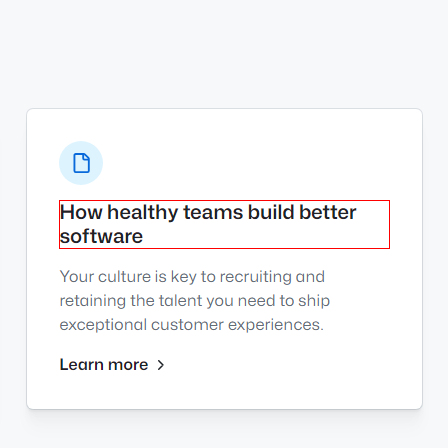 How healthy teams build better
software
Your culture is key to recruiting and
retaining the talent you need to ship
exceptional customer experiences.
Learn more